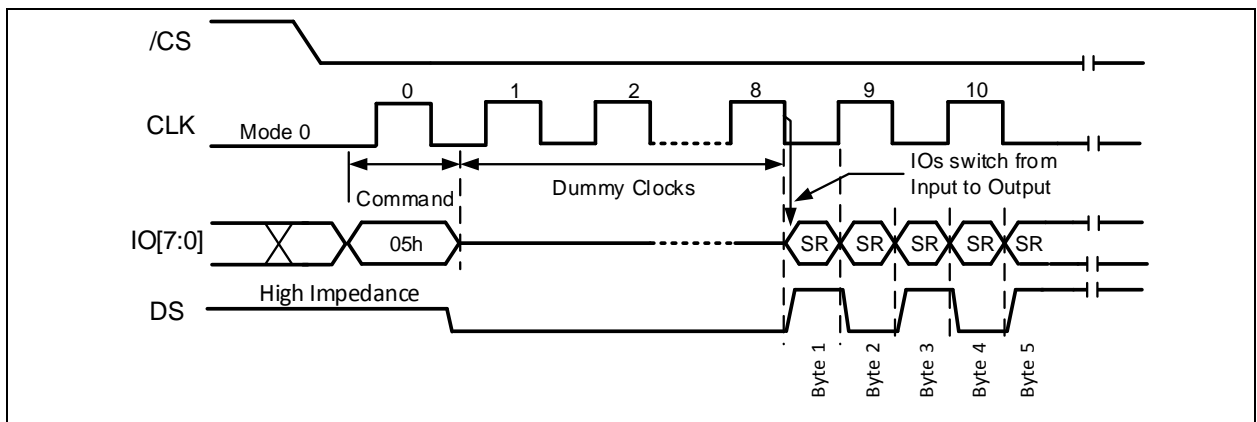 /CS
0 1 2 8 9 10
CLK
Mode 0
IOs switch from
Input to Output
Command
Dummy Clocks
IO[7:0]
05h
SR SR SR SR SR
High Impedance
DS
Byte 1
Byte 2
Byte 3
Byte 4
Byte 5